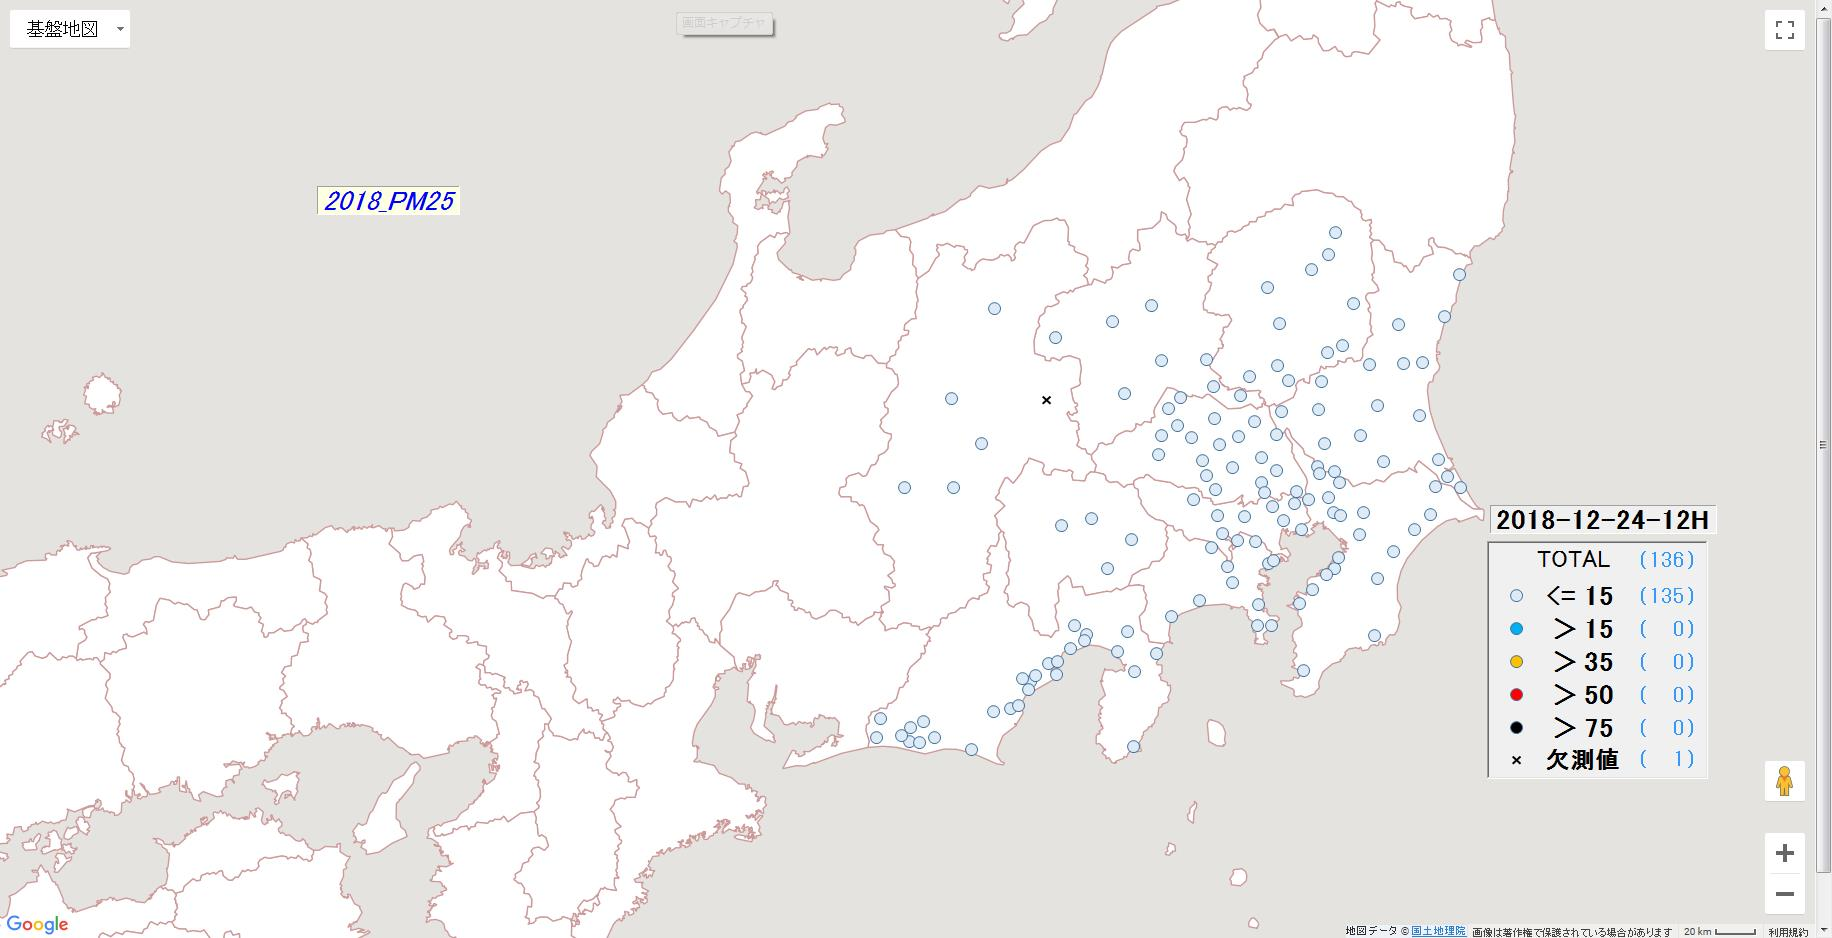 基盤地図
画面キャプチャ
2018_PM25
2018-12-24-12H
TOTAL (136)
<= 15 (135)
> 15 ( 0)
> 35 ( 0)
> 50 ( 0)
> 75 ( 0)
× 欠測値 ( 1)
Google
地図データ © 国土地理院 画像は著作権で保護されている場合があります 20 km 利用規約